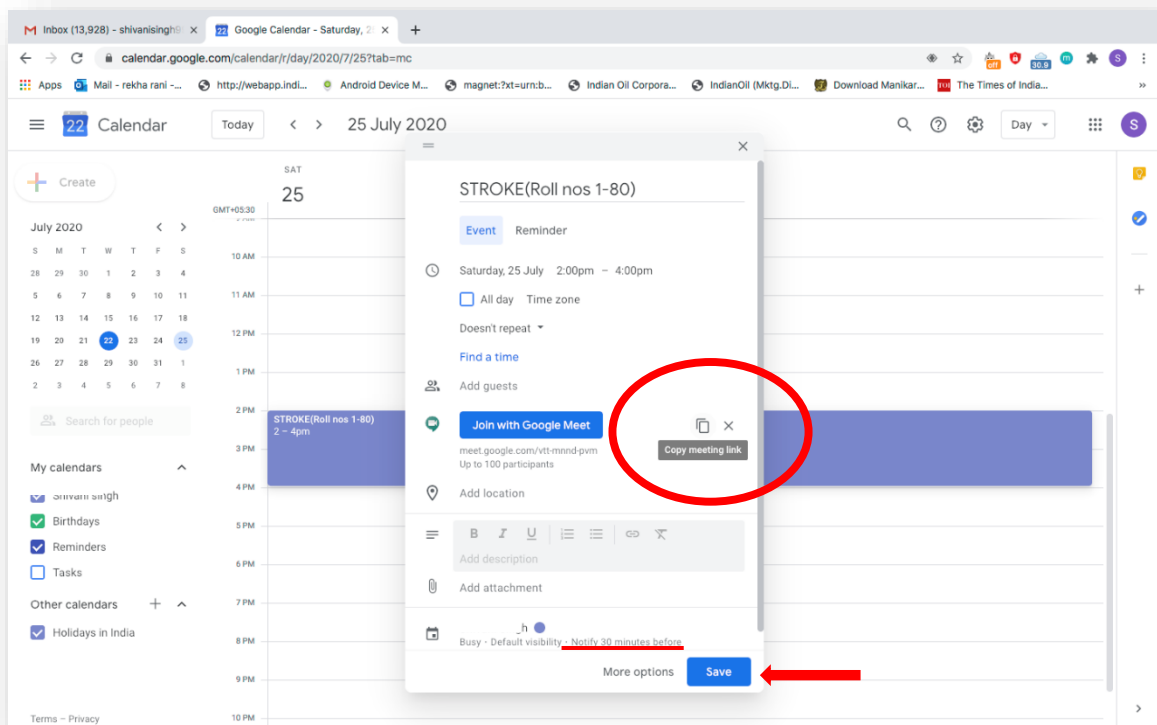 Inbox (13,928) - shivanisingh9
Google Calendar - Saturday, 2
calendar.google.com/calendar/r/day/2020/7/25?tab=mc
off
30.9
m
S
Apps
Mail - rekha rani -...
http://webapp.indi...
Android Device M...
magnet:?xt=urn:b...
Indian Oil Corpora...
IndianOil (Mktg.Di...
Download Manikar...
TOI
The Times of India...
22 Calendar
Today
25 July 2020
Day
S
Create
SAT
25
GMT+05:30
July 2020
S M T W T F S
28 29 30 1 2 3 4
5 6 7 8 9 10 11
12 13 14 15 16 17 18
19 20 21 22 23 24 25
26 27 28 29 30 31 1
2 3 4 5 6 7 8
Search for people
My calendars
Shivani singh
Birthdays
Reminders
Tasks
Other calendars
Holidays in India
Terms – Privacy
10 AM
11 AM
12 PM
1 PM
2 PM
3 PM
4 PM
5 PM
6 PM
7 PM
8 PM
9 PM
10 PM
STROKE(Roll nos 1-80)
2 – 4pm
STROKE(Roll nos 1-80)
Event Reminder
Saturday, 25 July 2:00pm – 4:00pm
All day Time zone
Doesn't repeat
Find a time
Add guests
Join with Google Meet
Copy meeting link
meet.google.com/vtt-mnnd-pvm
Up to 100 participants
Add location
B I U
Add description
Add attachment
_h
Busy · Default visibility · Notify 30 minutes before
More options Save